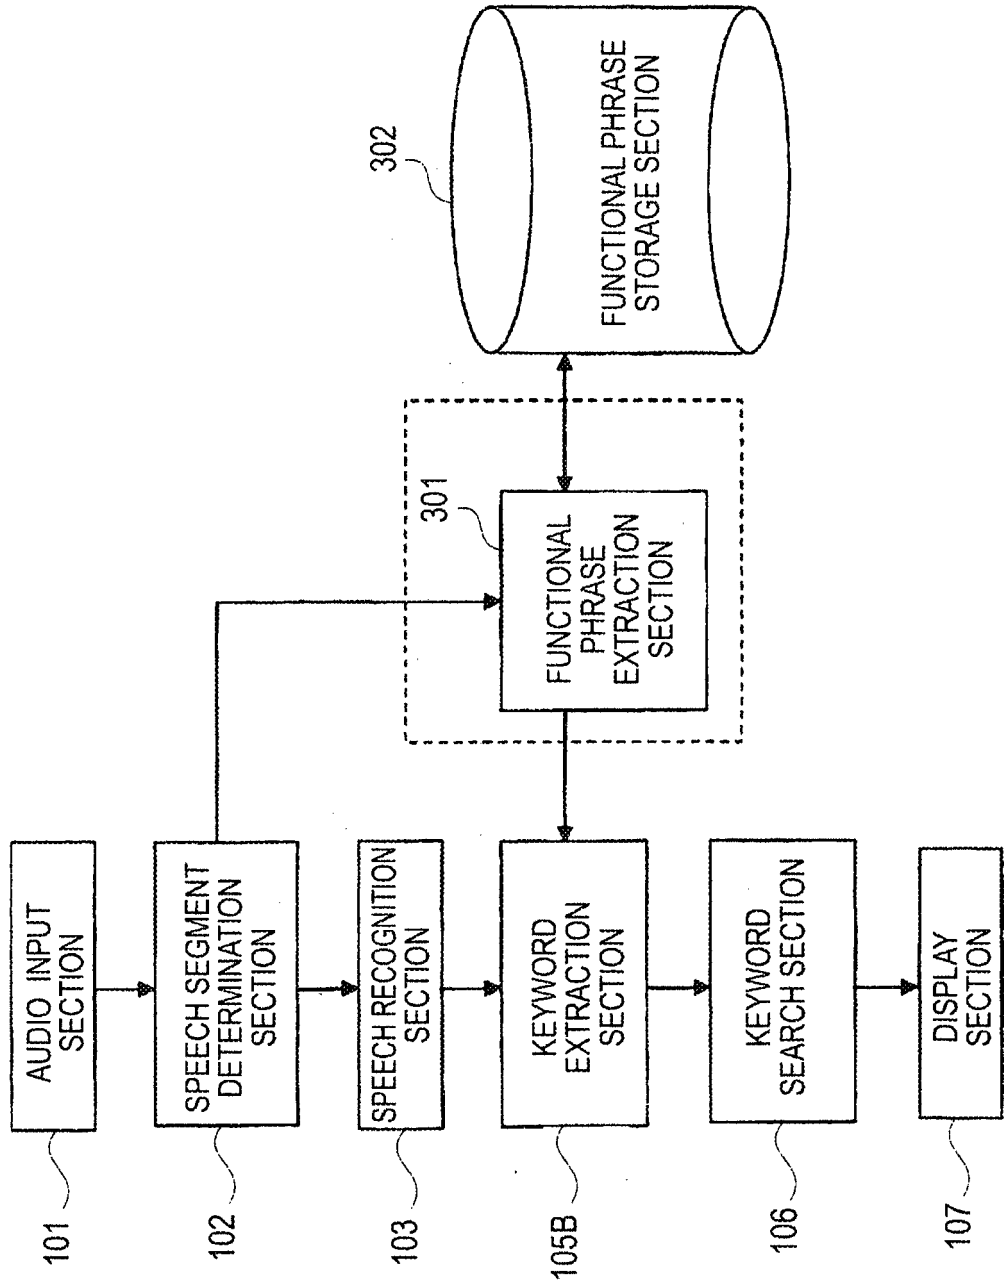 101
AUDIO INPUT
SECTION
102
SPEECH SEGMENT
DETERMINATION
SECTION
103
SPEECH RECOGNITION
SECTION
105B
KEYWORD
EXTRACTION
SECTION
106
KEYWORD
SEARCH SECTION
107
DISPLAY
SECTION
301
FUNCTIONAL
PHRASE
EXTRACTION
SECTION
302
FUNCTIONAL PHRASE
STORAGE SECTION